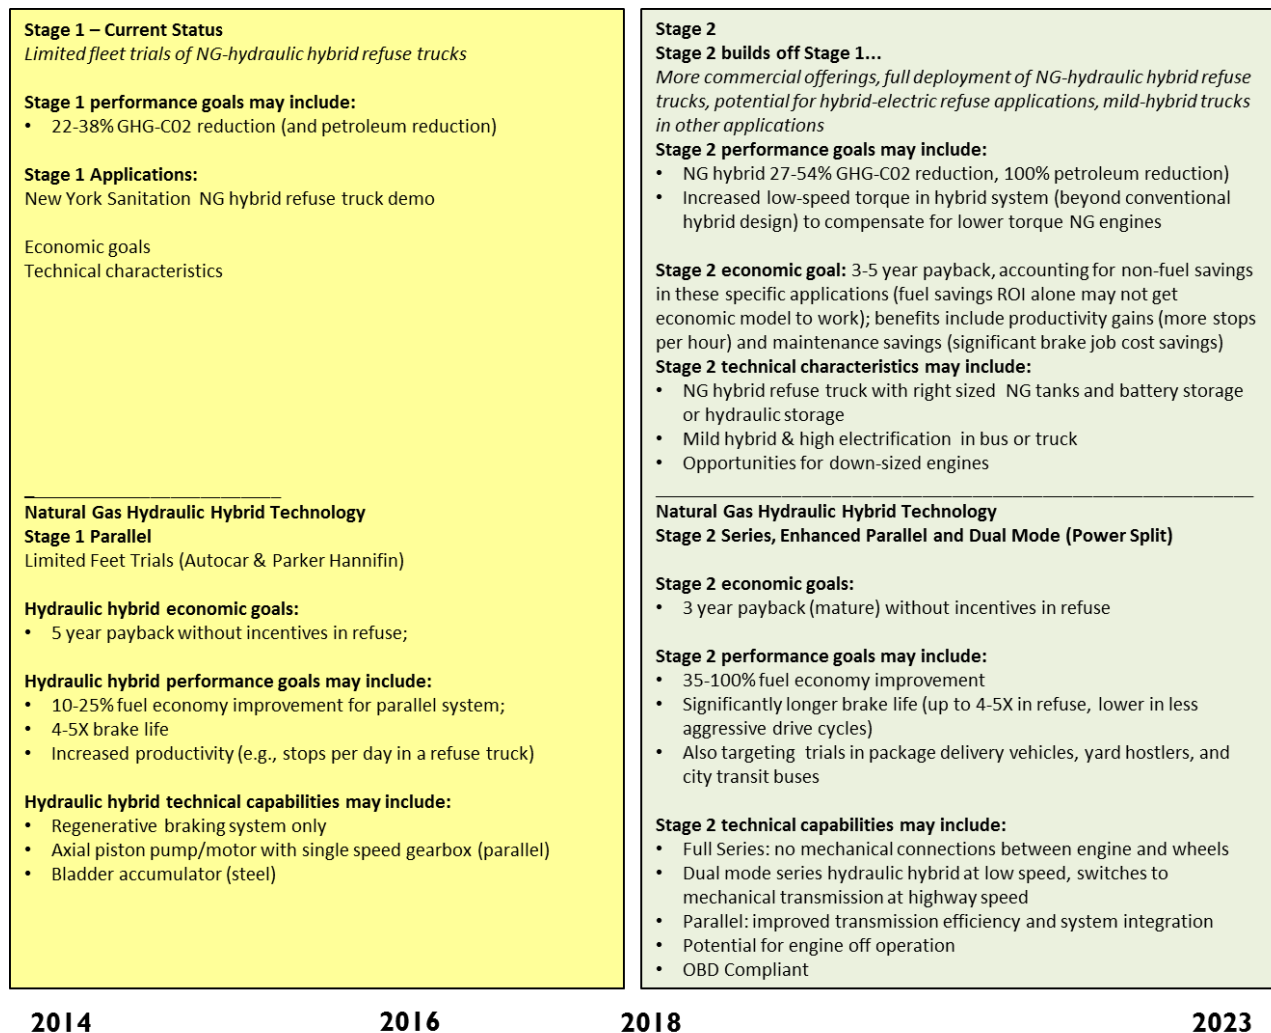 Stage 1 – Current Status
Limited fleet trials of NG-hydraulic hybrid refuse trucks
Stage 1 performance goals may include:
• 22-38% GHG-C02 reduction (and petroleum reduction)
Stage 1 Applications:
New York Sanitation NG hybrid refuse truck demo
Economic goals
Technical characteristics
Natural Gas Hydraulic Hybrid Technology
Stage 1 Parallel
Limited Feet Trials (Autocar & Parker Hannifin)
Hydraulic hybrid economic goals:
• 5 year payback without incentives in refuse;
Hydraulic hybrid performance goals may include:
• 10-25% fuel economy improvement for parallel system;
• 4-5X brake life
• Increased productivity (e.g., stops per day in a refuse truck)
Hydraulic hybrid technical capabilities may include:
• Regenerative braking system only
• Axial piston pump/motor with single speed gearbox (parallel)
• Bladder accumulator (steel)
Stage 2
Stage 2 builds off Stage 1...
More commercial offerings, full deployment of NG-hydraulic hybrid refuse
trucks, potential for hybrid-electric refuse applications, mild-hybrid trucks
in other applications
Stage 2 performance goals may include:
• NG hybrid 27-54% GHG-C02 reduction, 100% petroleum reduction)
• Increased low-speed torque in hybrid system (beyond conventional
hybrid design) to compensate for lower torque NG engines
Stage 2 economic goal: 3-5 year payback, accounting for non-fuel savings
in these specific applications (fuel savings ROI alone may not get
economic model to work); benefits include productivity gains (more stops
per hour) and maintenance savings (significant brake job cost savings)
Stage 2 technical characteristics may include:
• NG hybrid refuse truck with right sized NG tanks and battery storage
or hydraulic storage
• Mild hybrid & high electrification in bus or truck
• Opportunities for down-sized engines
Natural Gas Hydraulic Hybrid Technology
Stage 2 Series, Enhanced Parallel and Dual Mode (Power Split)
Stage 2 economic goals:
• 3 year payback (mature) without incentives in refuse
Stage 2 performance goals may include:
• 35-100% fuel economy improvement
• Significantly longer brake life (up to 4-5X in refuse, lower in less
aggressive drive cycles)
• Also targeting trials in package delivery vehicles, yard hostlers, and
city transit buses
Stage 2 technical capabilities may include:
• Full Series: no mechanical connections between engine and wheels
• Dual mode series hydraulic hybrid at low speed, switches to
mechanical transmission at highway speed
• Parallel: improved transmission efficiency and system integration
• Potential for engine off operation
• OBD Compliant
2014 2016 2018 2023